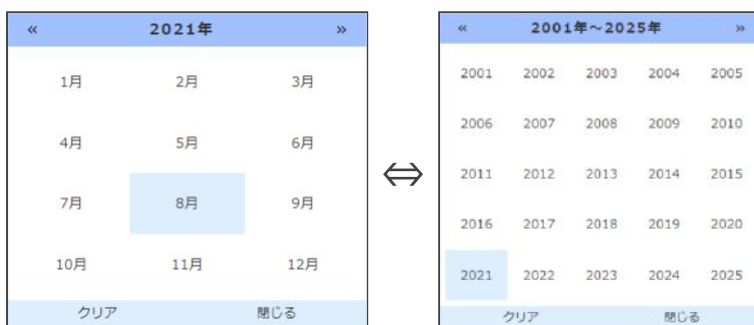 « 2021年 »
1月 2月 3月
4月 5月 6月
7月 8月 9月
10月 11月 12月
クリア 閉じる
⇔
« 2001年～2025年 »
2001 2002 2003 2004 2005
2006 2007 2008 2009 2010
2011 2012 2013 2014 2015
2016 2017 2018 2019 2020
2021 2022 2023 2024 2025
クリア 閉じる